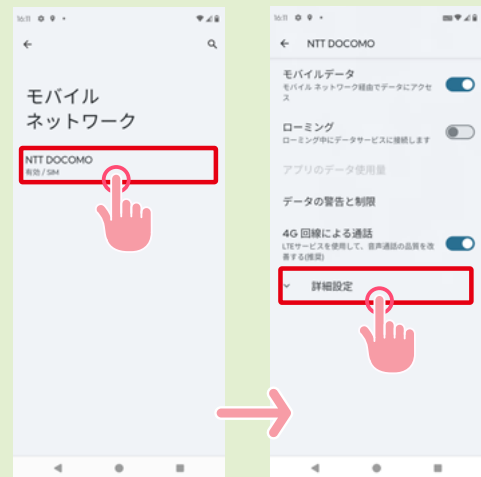 16:11
モバイル
ネットワーク
NTT DOCOMO
有効 / SIM
16:11
NTT DOCOMO
モバイルデータ
モバイル ネットワーク経由でデータにアクセ
ス
ローミング
ローミング中にデータサービスに接続します
アプリのデータ使用量
データの警告と制限
4G 回線による通話
LTEサービスを使用して、音声通話の品質を改
善する(推奨)
詳細設定